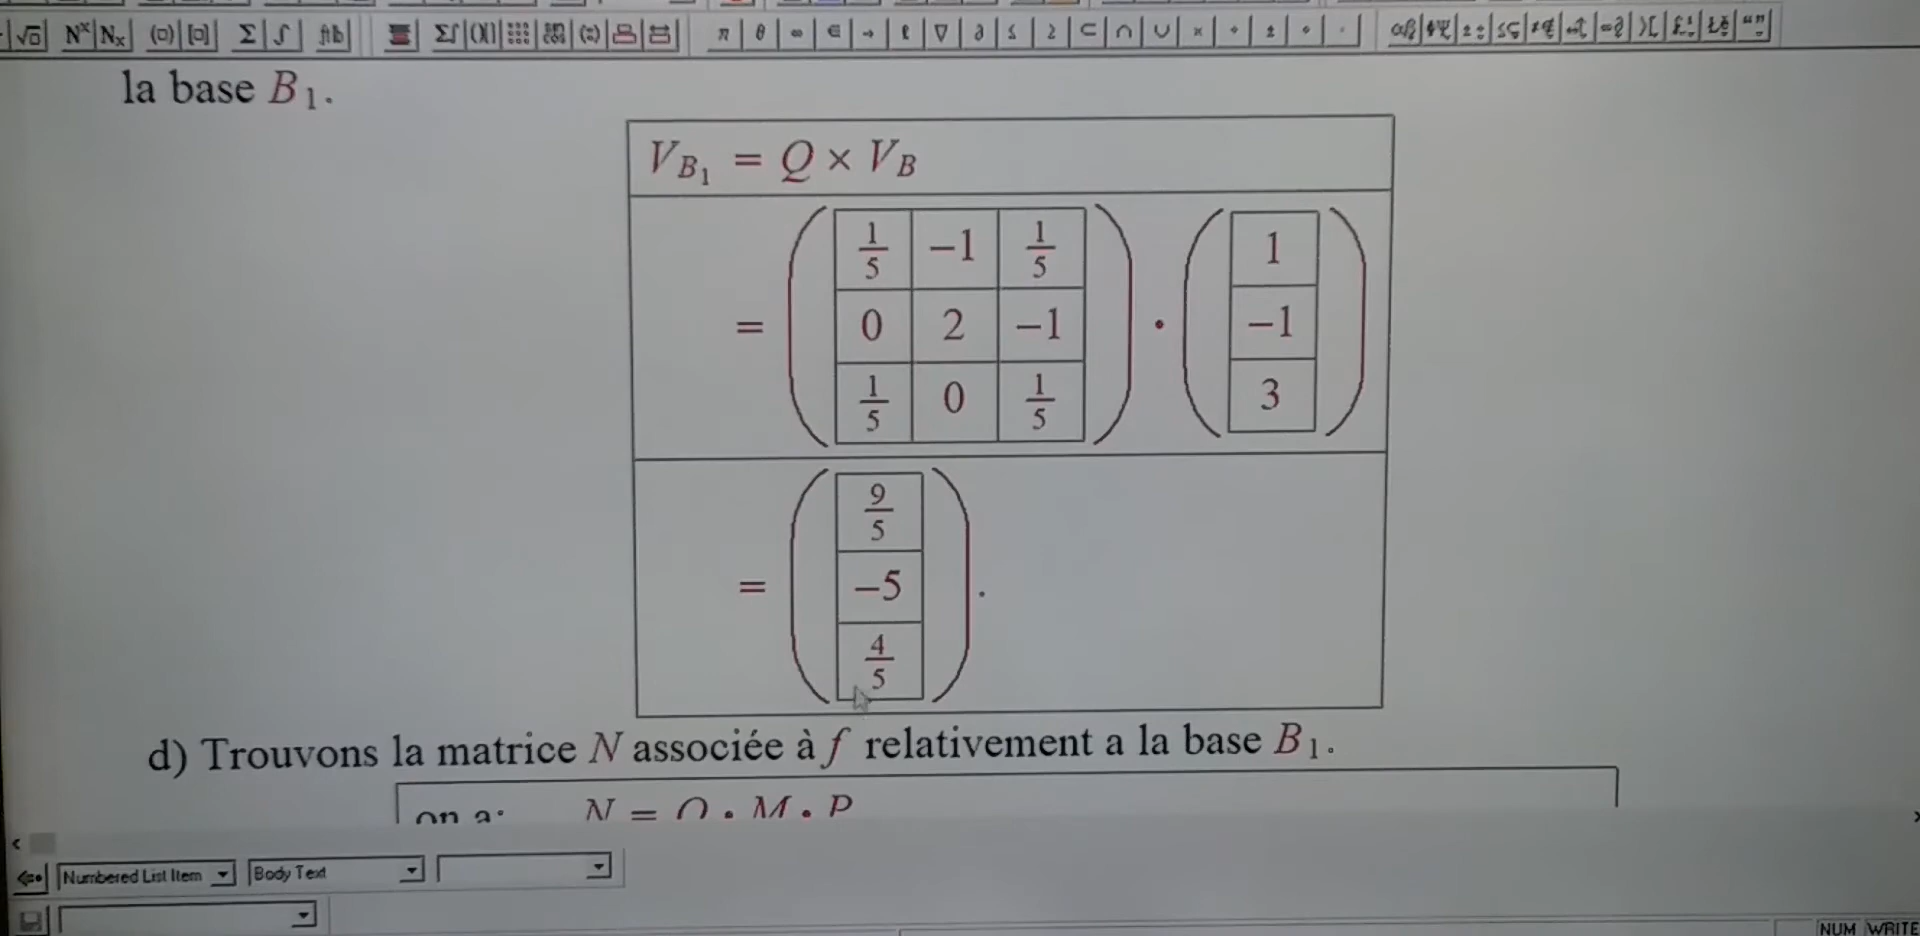 la base B₁.
V_{B₁} = Q × V_B
= ( 1/5 −1 1/5
0 2 −1
1/5 0 1/5 ) · ( 1
−1
3 )
= ( 9/5
−5
4/5 ).
d) Trouvons la matrice N associée à f relativement a la base B₁.
on a: N = Q • M • P
Numbered List Item Body Text
NUM WRITE